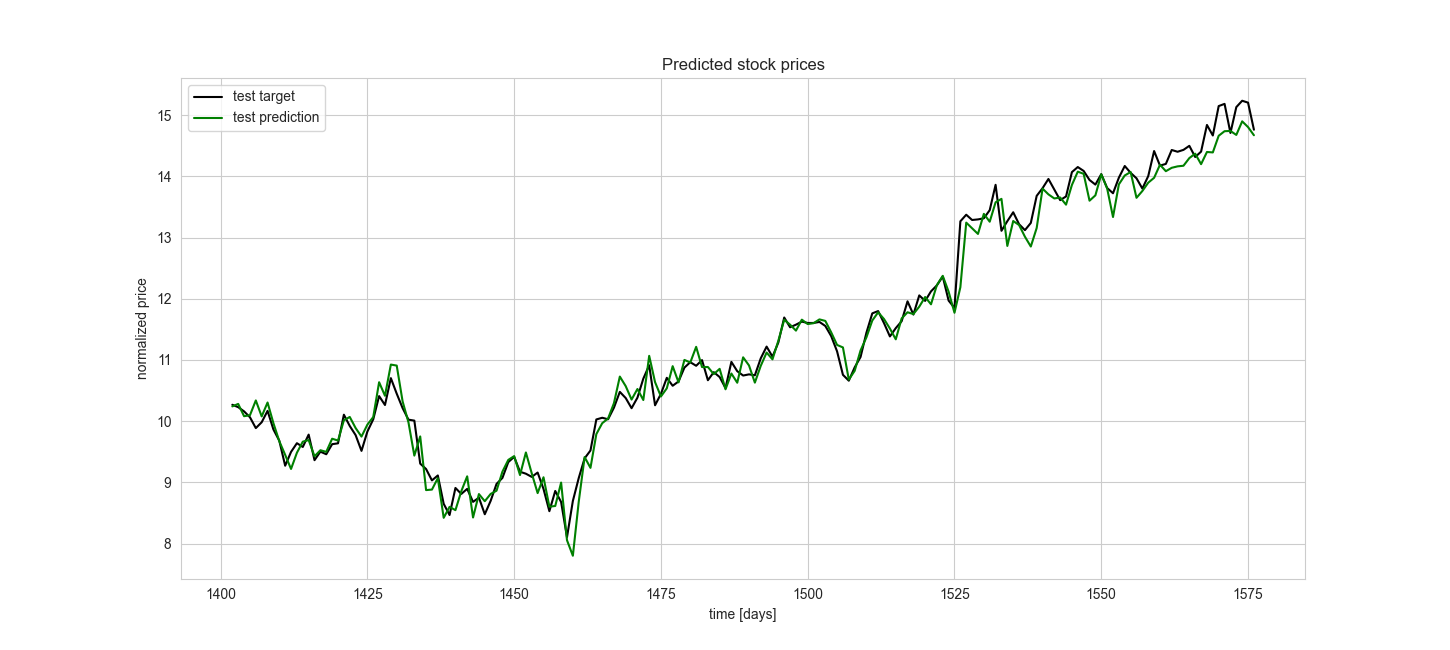 Predicted stock prices
test target
test prediction
normalized price
15
14
13
12
11
10
9
8
1400 1425 1450 1475 1500 1525 1550 1575
time [days]